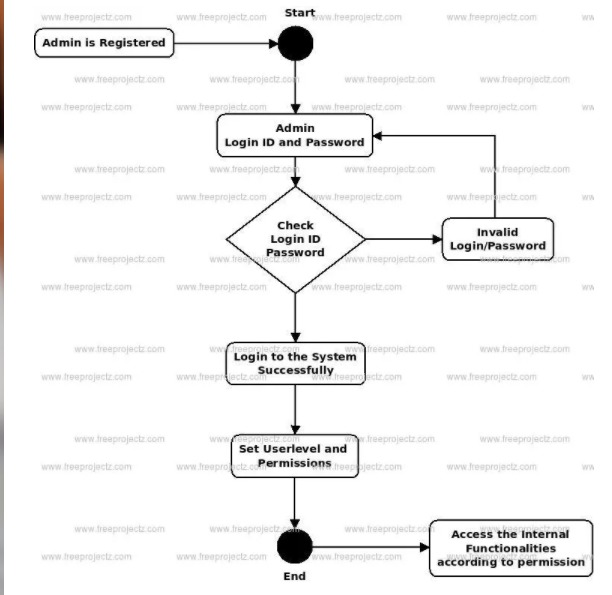 Start
Admin is Registered
Admin
Login ID and Password
Check
Login ID
Password
Invalid
Login/Password
Login to the System
Successfully
Set Userlevel and
Permissions
End
Access the Internal
Functionalities
according to permission
www.freeprojectz.com